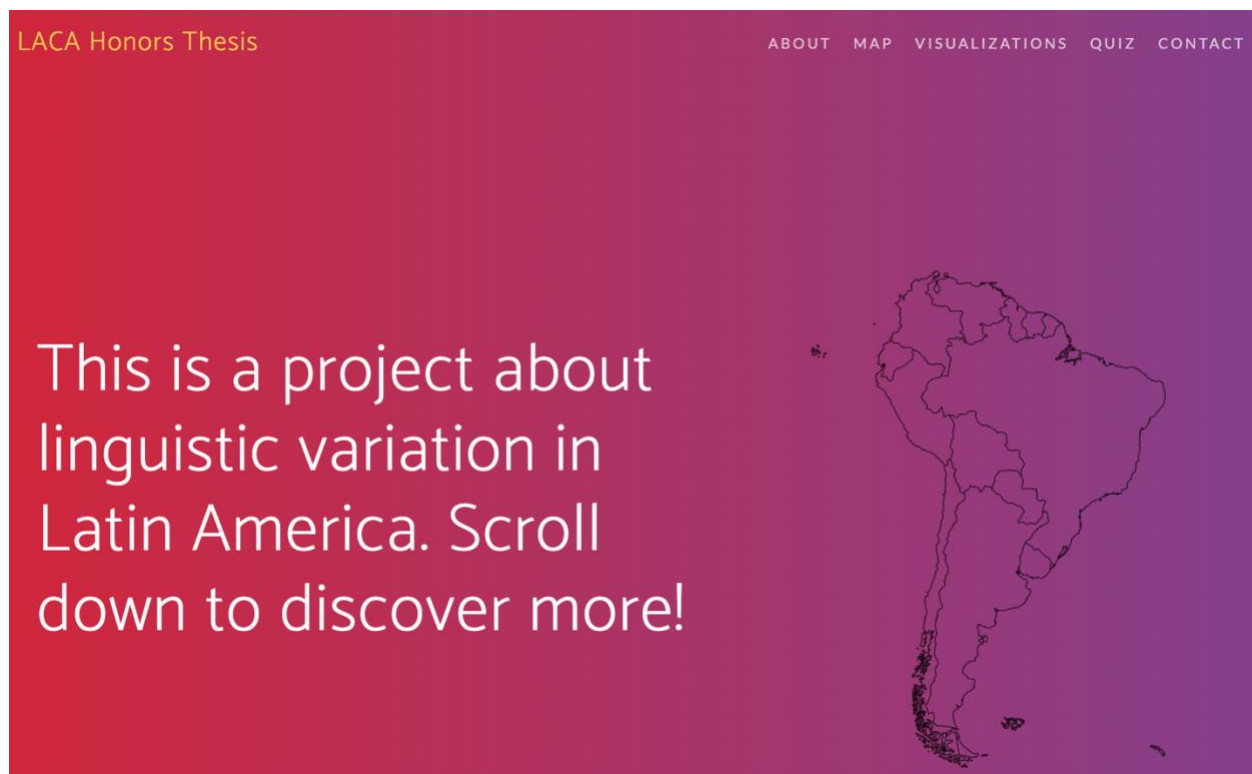 LACA Honors Thesis
ABOUT MAP VISUALIZATIONS QUIZ CONTACT
This is a project about
linguistic variation in
Latin America. Scroll
down to discover more!